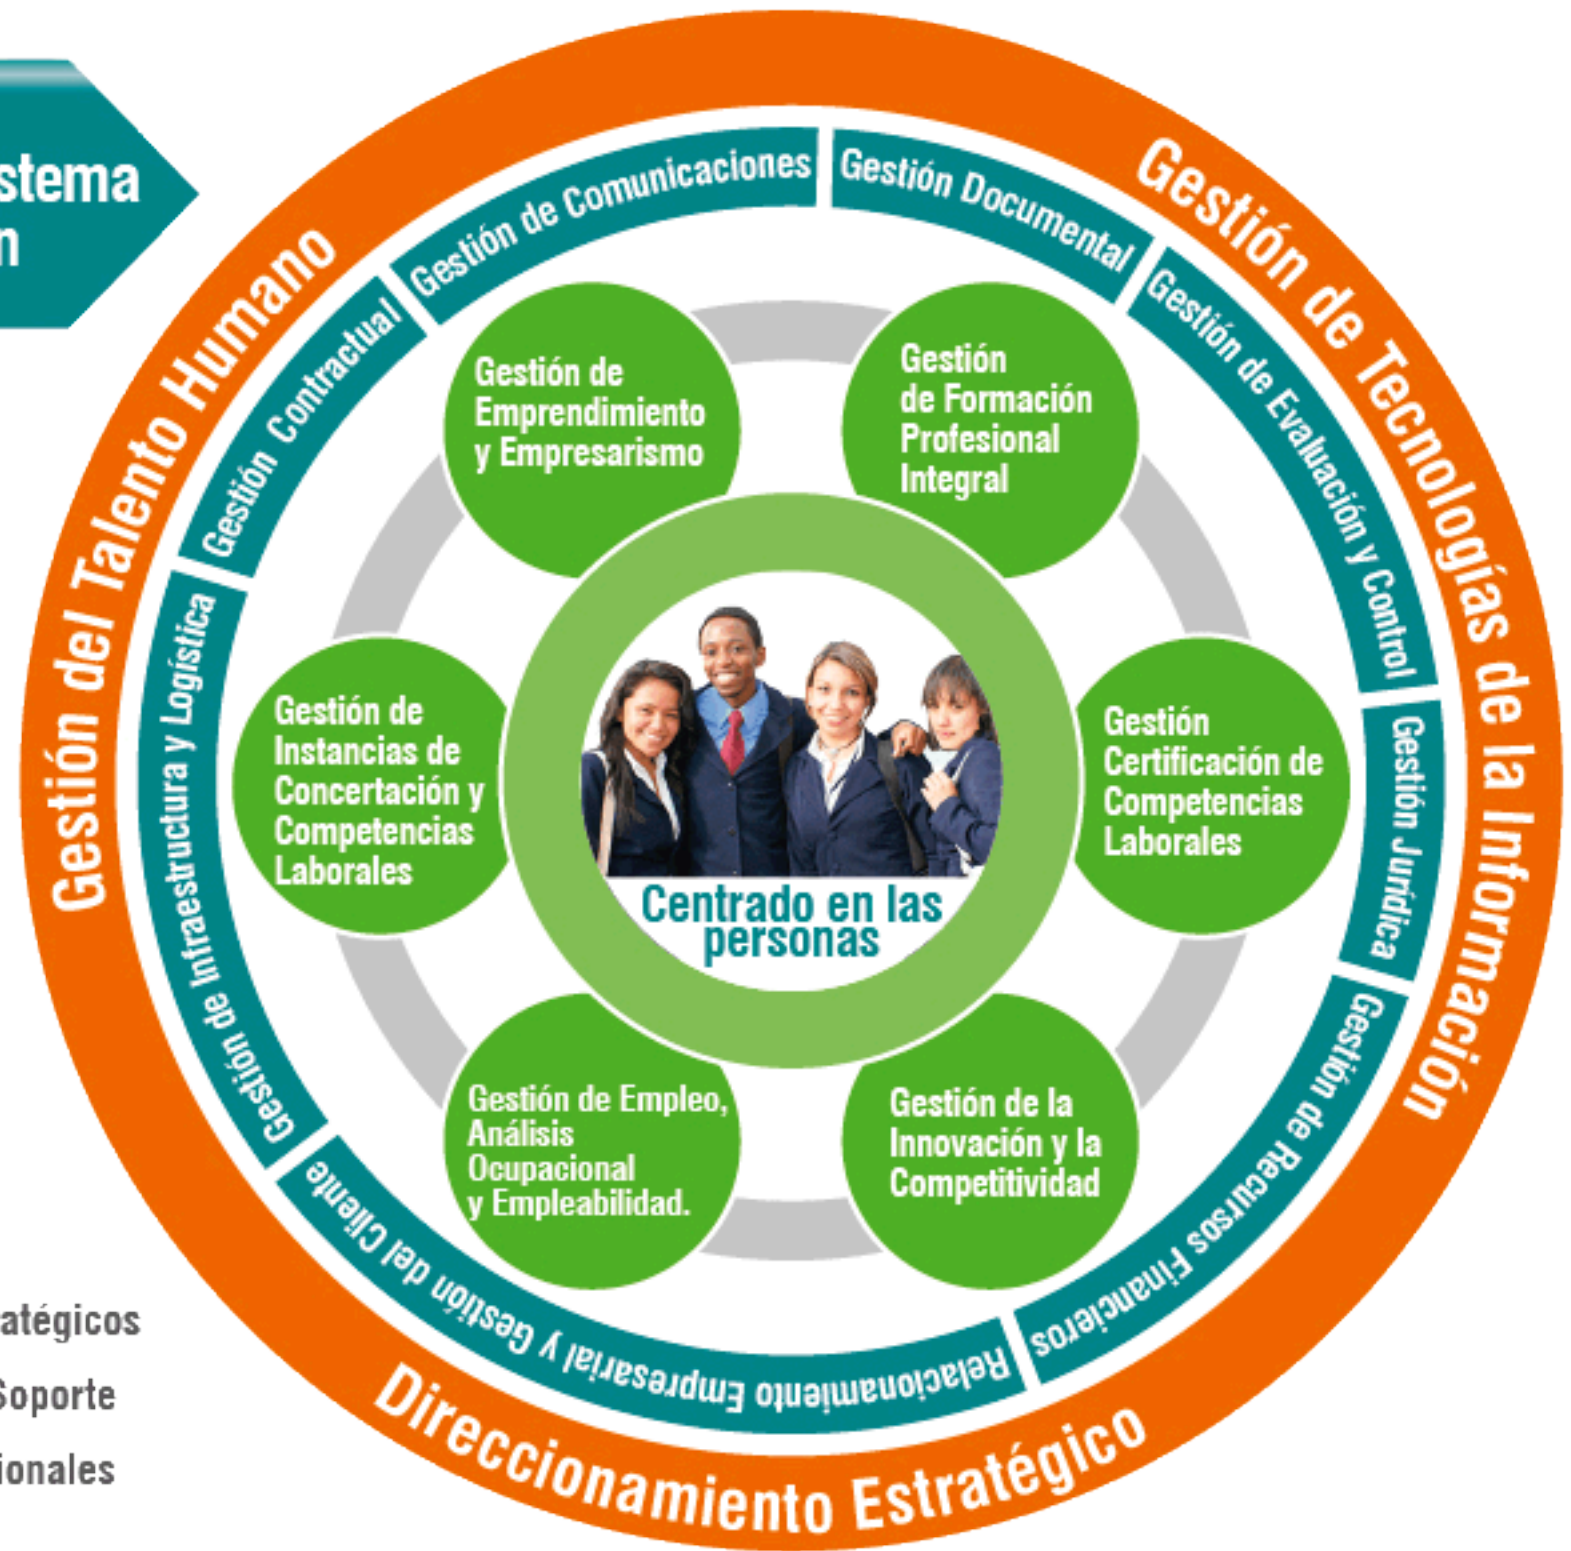 stema
n
Gestión del Talento Humano
Gestión de Tecnologías de la Información
Direccionamiento Estratégico
Gestión de Comunicaciones
Gestión Documental
Gestión de Evaluación y Control
Gestión Jurídica
Gestión de Recursos Financieros
Relacionamiento Empresarial y Gestión del Cliente
Gestión de Infraestructura y Logística
Gestión Contractual
Gestión de
Emprendimiento
y Empresarismo
Gestión
de Formación
Profesional
Integral
Gestión de
Instancias de
Concertación y
Competencias
Laborales
Gestión
Certificación de
Competencias
Laborales
Centrado en las
personas
Gestión de Empleo,
Análisis
Ocupacional
y Empleabilidad.
Gestión de la
Innovación y la
Competitividad
atégicos
Soporte
ionales